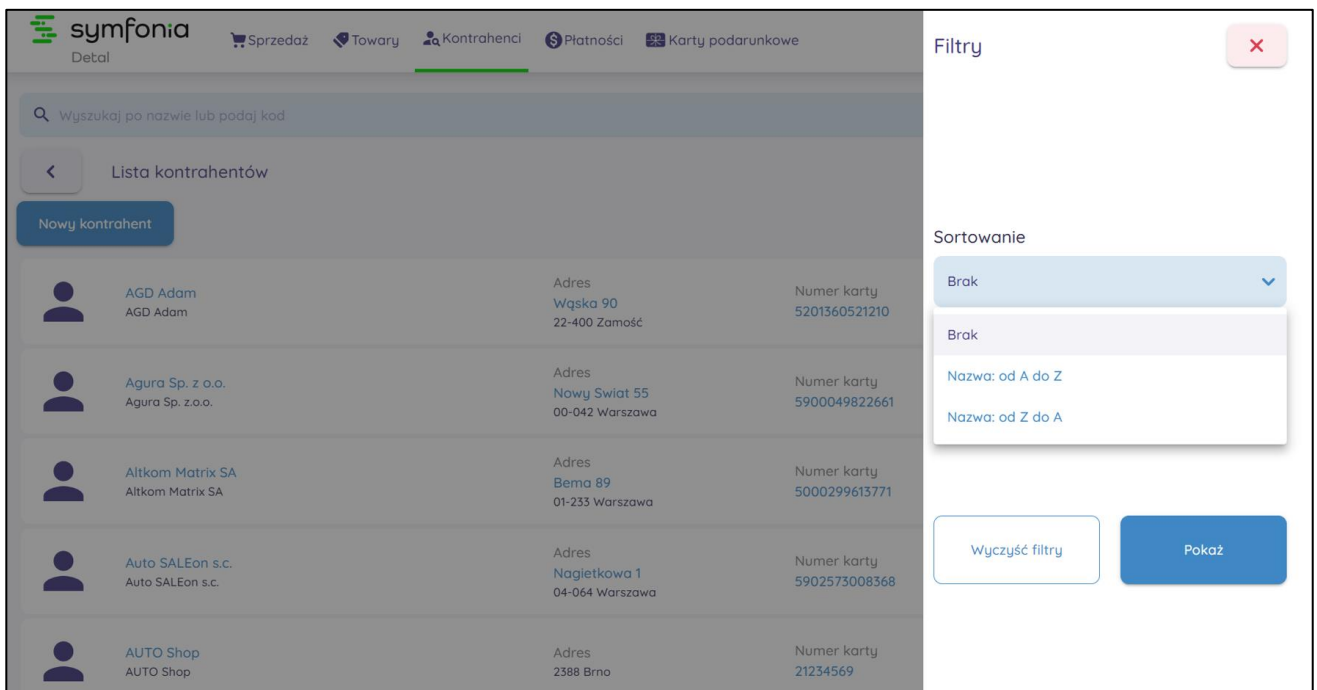 symfonia
Detal
Sprzedaż Towary Kontrahenci Płatności Karty podarunkowe
Wyszukaj po nazwie lub podaj kod
Lista kontrahentów
Nowy kontrahent
AGD Adam
AGD Adam
Adres
Wąska 90
22-400 Zamość
Numer karty
5201360521210
Agura Sp. z o.o.
Agura Sp. z.o.o.
Adres
Nowy Swiat 55
00-042 Warszawa
Numer karty
5900049822661
Altkom Matrix SA
Altkom Matrix SA
Adres
Bema 89
01-233 Warszawa
Numer karty
5000299613771
Auto SALEon s.c.
Auto SALEon s.c.
Adres
Nagietkowa 1
04-064 Warszawa
Numer karty
5902573008368
AUTO Shop
AUTO Shop
Adres
2388 Brno
Numer karty
21234569
Filtry
Sortowanie
Brak
Brak
Nazwa: od A do Z
Nazwa: od Z do A
Wyczyść filtry
Pokaż